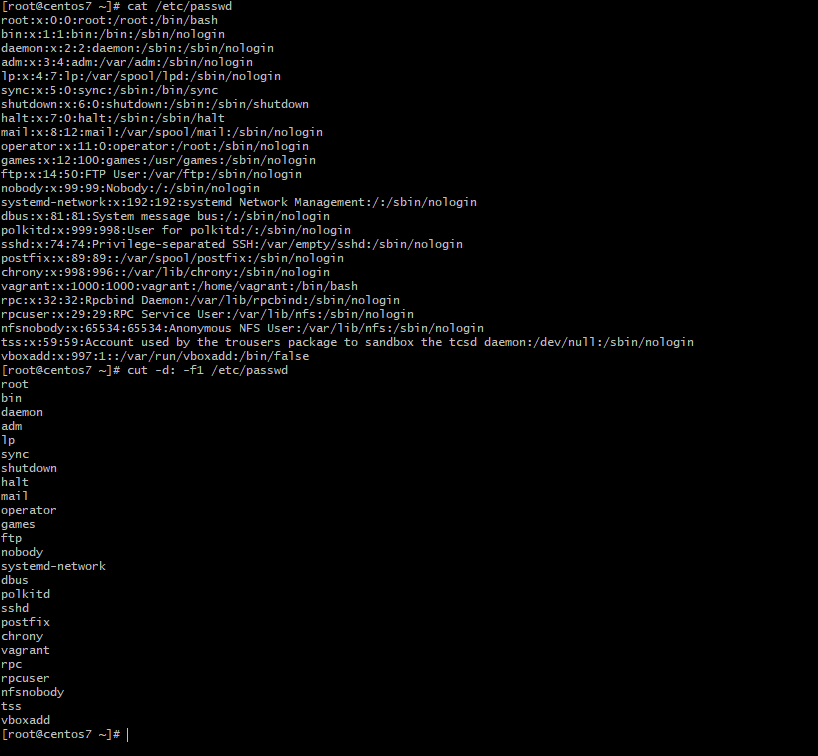 [root@centos7 ~]# cat /etc/passwd
root:x:0:0:root:/root:/bin/bash
bin:x:1:1:bin:/bin:/sbin/nologin
daemon:x:2:2:daemon:/sbin:/sbin/nologin
adm:x:3:4:adm:/var/adm:/sbin/nologin
lp:x:4:7:lp:/var/spool/lpd:/sbin/nologin
sync:x:5:0:sync:/sbin:/bin/sync
shutdown:x:6:0:shutdown:/sbin:/sbin/shutdown
halt:x:7:0:halt:/sbin:/sbin/halt
mail:x:8:12:mail:/var/spool/mail:/sbin/nologin
operator:x:11:0:operator:/root:/sbin/nologin
games:x:12:100:games:/usr/games:/sbin/nologin
ftp:x:14:50:FTP User:/var/ftp:/sbin/nologin
nobody:x:99:99:Nobody:/:/sbin/nologin
systemd-network:x:192:192:systemd Network Management:/:/sbin/nologin
dbus:x:81:81:System message bus:/:/sbin/nologin
polkitd:x:999:998:User for polkitd:/:/sbin/nologin
sshd:x:74:74:Privilege-separated SSH:/var/empty/sshd:/sbin/nologin
postfix:x:89:89::/var/spool/postfix:/sbin/nologin
chrony:x:998:996::/var/lib/chrony:/sbin/nologin
vagrant:x:1000:1000:vagrant:/home/vagrant:/bin/bash
rpc:x:32:32:Rpcbind Daemon:/var/lib/rpcbind:/sbin/nologin
rpcuser:x:29:29:RPC Service User:/var/lib/nfs:/sbin/nologin
nfsnobody:x:65534:65534:Anonymous NFS User:/var/lib/nfs:/sbin/nologin
tss:x:59:59:Account used by the trousers package to sandbox the tcsd daemon:/dev/null:/sbin/nologin
vboxadd:x:997:1::/var/run/vboxadd:/bin/false
[root@centos7 ~]# cut -d: -f1 /etc/passwd
root
bin
daemon
adm
lp
sync
shutdown
halt
mail
operator
games
ftp
nobody
systemd-network
dbus
polkitd
sshd
postfix
chrony
vagrant
rpc
rpcuser
nfsnobody
tss
vboxadd
[root@centos7 ~]#